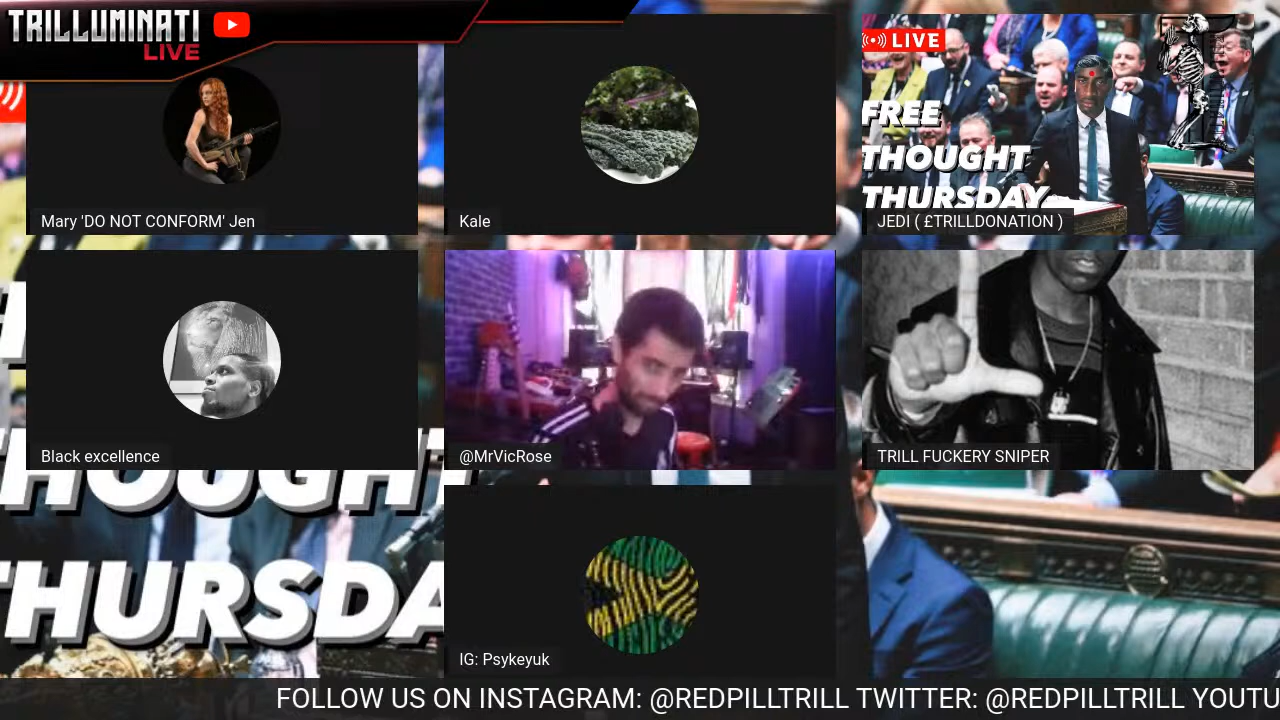 TRILLUMINATI
LIVE
LIVE
FREE
THOUGHT
THURSDAY
Mary 'DO NOT CONFORM' Jen
Kale
JEDI ( £TRILLDONATION )
Black excellence
@MrVicRose
TRILL FUCKERY SNIPER
THOUGHT
THURSDA
IG: Psykeyuk
FOLLOW US ON INSTAGRAM: @REDPILLTRILL TWITTER: @REDPILLTRILL YOUTU